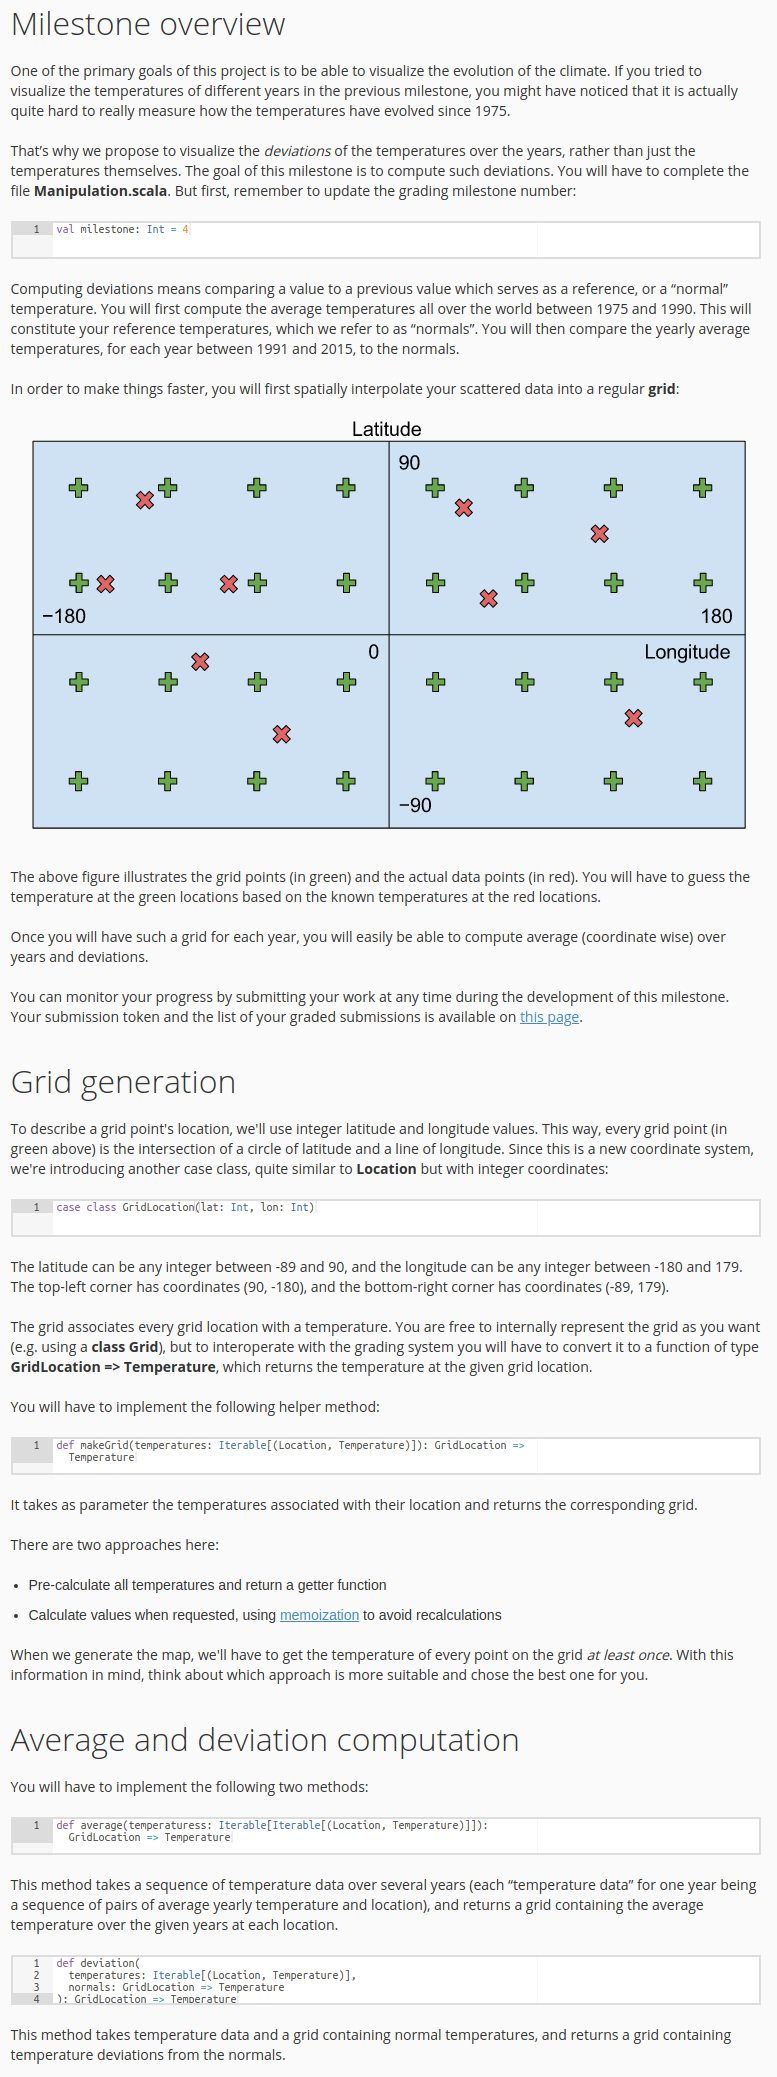 Milestone overview
One of the primary goals of this project is to be able to visualize the evolution of the climate. If you tried to
visualize the temperatures of different years in the previous milestone, you might have noticed that it is actually
quite hard to really measure how the temperatures have evolved since 1975.
That's why we propose to visualize the deviations of the temperatures over the years, rather than just the
temperatures themselves. The goal of this milestone is to compute such deviations. You will have to complete the
file Manipulation.scala. But first, remember to update the grading milestone number:
1 val milestone: Int = 4
Computing deviations means comparing a value to a previous value which serves as a reference, or a “normal”
temperature. You will first compute the average temperatures all over the world between 1975 and 1990. This will
constitute your reference temperatures, which we refer to as “normals”. You will then compare the yearly average
temperatures, for each year between 1991 and 2015, to the normals.
In order to make things faster, you will first spatially interpolate your scattered data into a regular grid:
Latitude
90
−180
180
0
Longitude
−90
The above figure illustrates the grid points (in green) and the actual data points (in red). You will have to guess the
temperature at the green locations based on the known temperatures at the red locations.
Once you will have such a grid for each year, you will easily be able to compute average (coordinate wise) over
years and deviations.
You can monitor your progress by submitting your work at any time during the development of this milestone.
Your submission token and the list of your graded submissions is available on this page.
Grid generation
To describe a grid point's location, we'll use integer latitude and longitude values. This way, every grid point (in
green above) is the intersection of a circle of latitude and a line of longitude. Since this is a new coordinate system,
we're introducing another case class, quite similar to Location but with integer coordinates:
1 case class GridLocation(lat: Int, lon: Int)
The latitude can be any integer between -89 and 90, and the longitude can be any integer between -180 and 179.
The top-left corner has coordinates (90, -180), and the bottom-right corner has coordinates (-89, 179).
The grid associates every grid location with a temperature. You are free to internally represent the grid as you want
(e.g. using a class Grid), but to interoperate with the grading system you will have to convert it to a function of type
GridLocation => Temperature, which returns the temperature at the given grid location.
You will have to implement the following helper method:
1 def makeGrid(temperatures: Iterable[(Location, Temperature)]): GridLocation =>
Temperature
It takes as parameter the temperatures associated with their location and returns the corresponding grid.
There are two approaches here:
• Pre-calculate all temperatures and return a getter function
• Calculate values when requested, using memoization to avoid recalculations
When we generate the map, we'll have to get the temperature of every point on the grid at least once. With this
information in mind, think about which approach is more suitable and chose the best one for you.
Average and deviation computation
You will have to implement the following two methods:
1 def average(temperaturess: Iterable[Iterable[(Location, Temperature)]]):
GridLocation => Temperature
This method takes a sequence of temperature data over several years (each “temperature data” for one year being
a sequence of pairs of average yearly temperature and location), and returns a grid containing the average
temperature over the given years at each location.
1 def deviation(
2 temperatures: Iterable[(Location, Temperature)],
3 normals: GridLocation => Temperature
4 ): GridLocation => Temperature
This method takes temperature data and a grid containing normal temperatures, and returns a grid containing
temperature deviations from the normals.